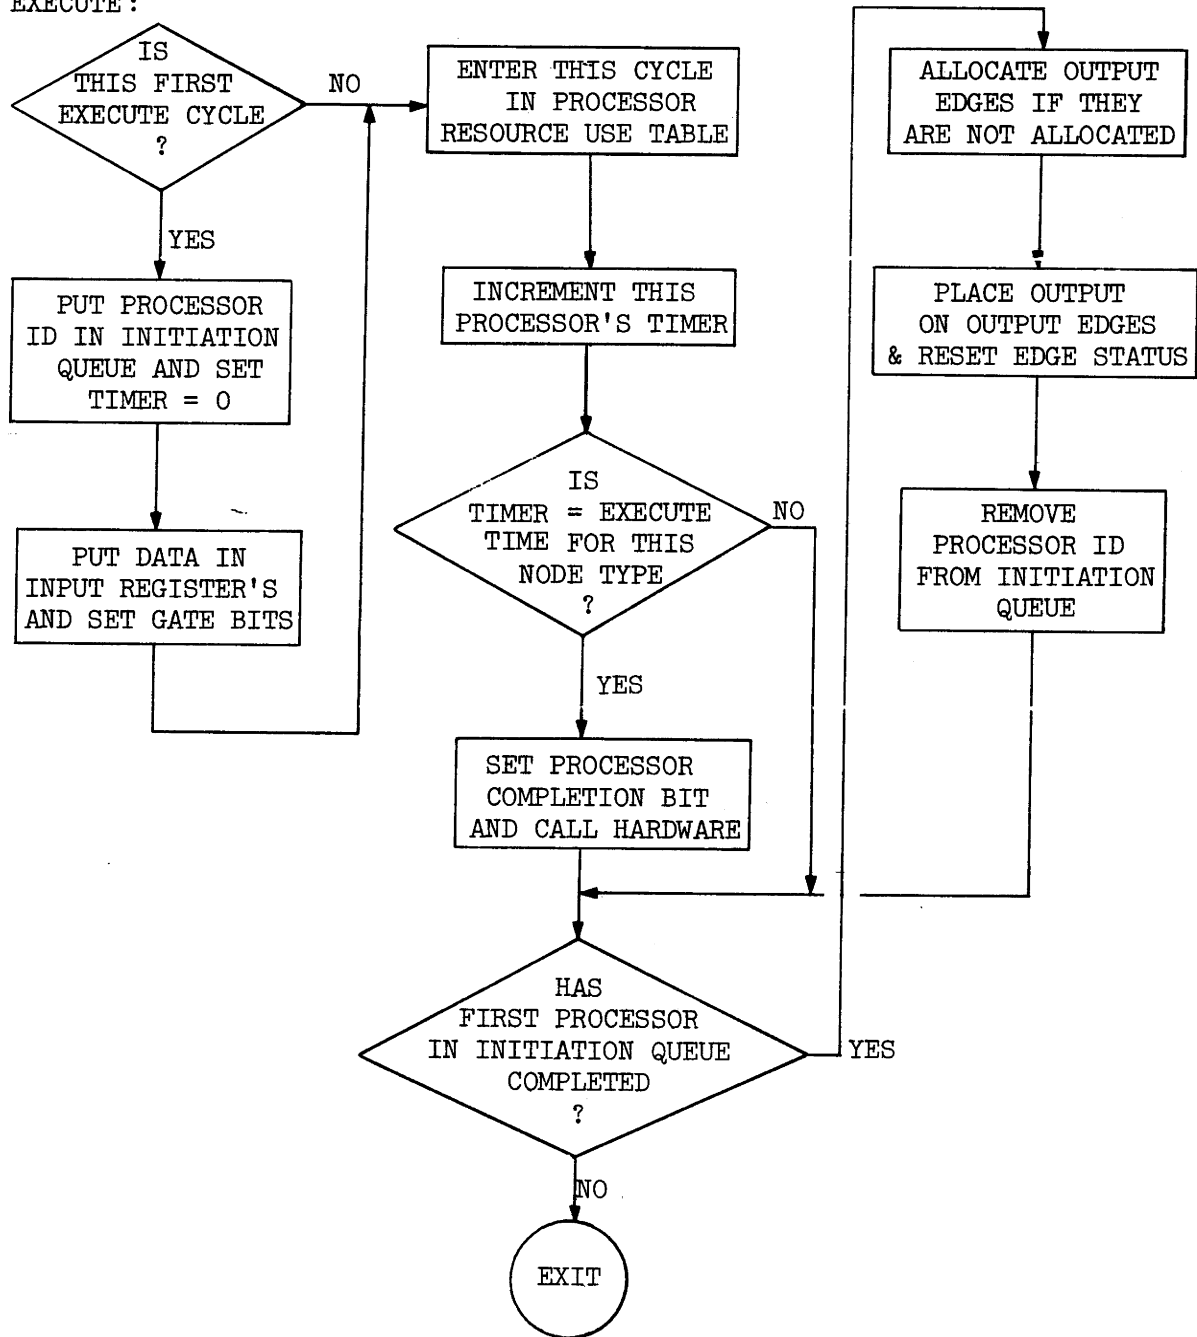 EXECUTE:
IS
THIS FIRST
EXECUTE CYCLE
?
NO
YES
PUT PROCESSOR
ID IN INITIATION
QUEUE AND SET
TIMER = 0
PUT DATA IN
INPUT REGISTER'S
AND SET GATE BITS
ENTER THIS CYCLE
IN PROCESSOR
RESOURCE USE TABLE
INCREMENT THIS
PROCESSOR'S TIMER
IS
TIMER = EXECUTE
TIME FOR THIS
NODE TYPE
?
NO
YES
SET PROCESSOR
COMPLETION BIT
AND CALL HARDWARE
HAS
FIRST PROCESSOR
IN INITIATION QUEUE
COMPLETED
?
YES
NO
EXIT
ALLOCATE OUTPUT
EDGES IF THEY
ARE NOT ALLOCATED
PLACE OUTPUT
ON OUTPUT EDGES
& RESET EDGE STATUS
REMOVE
PROCESSOR ID
FROM INITIATION
QUEUE